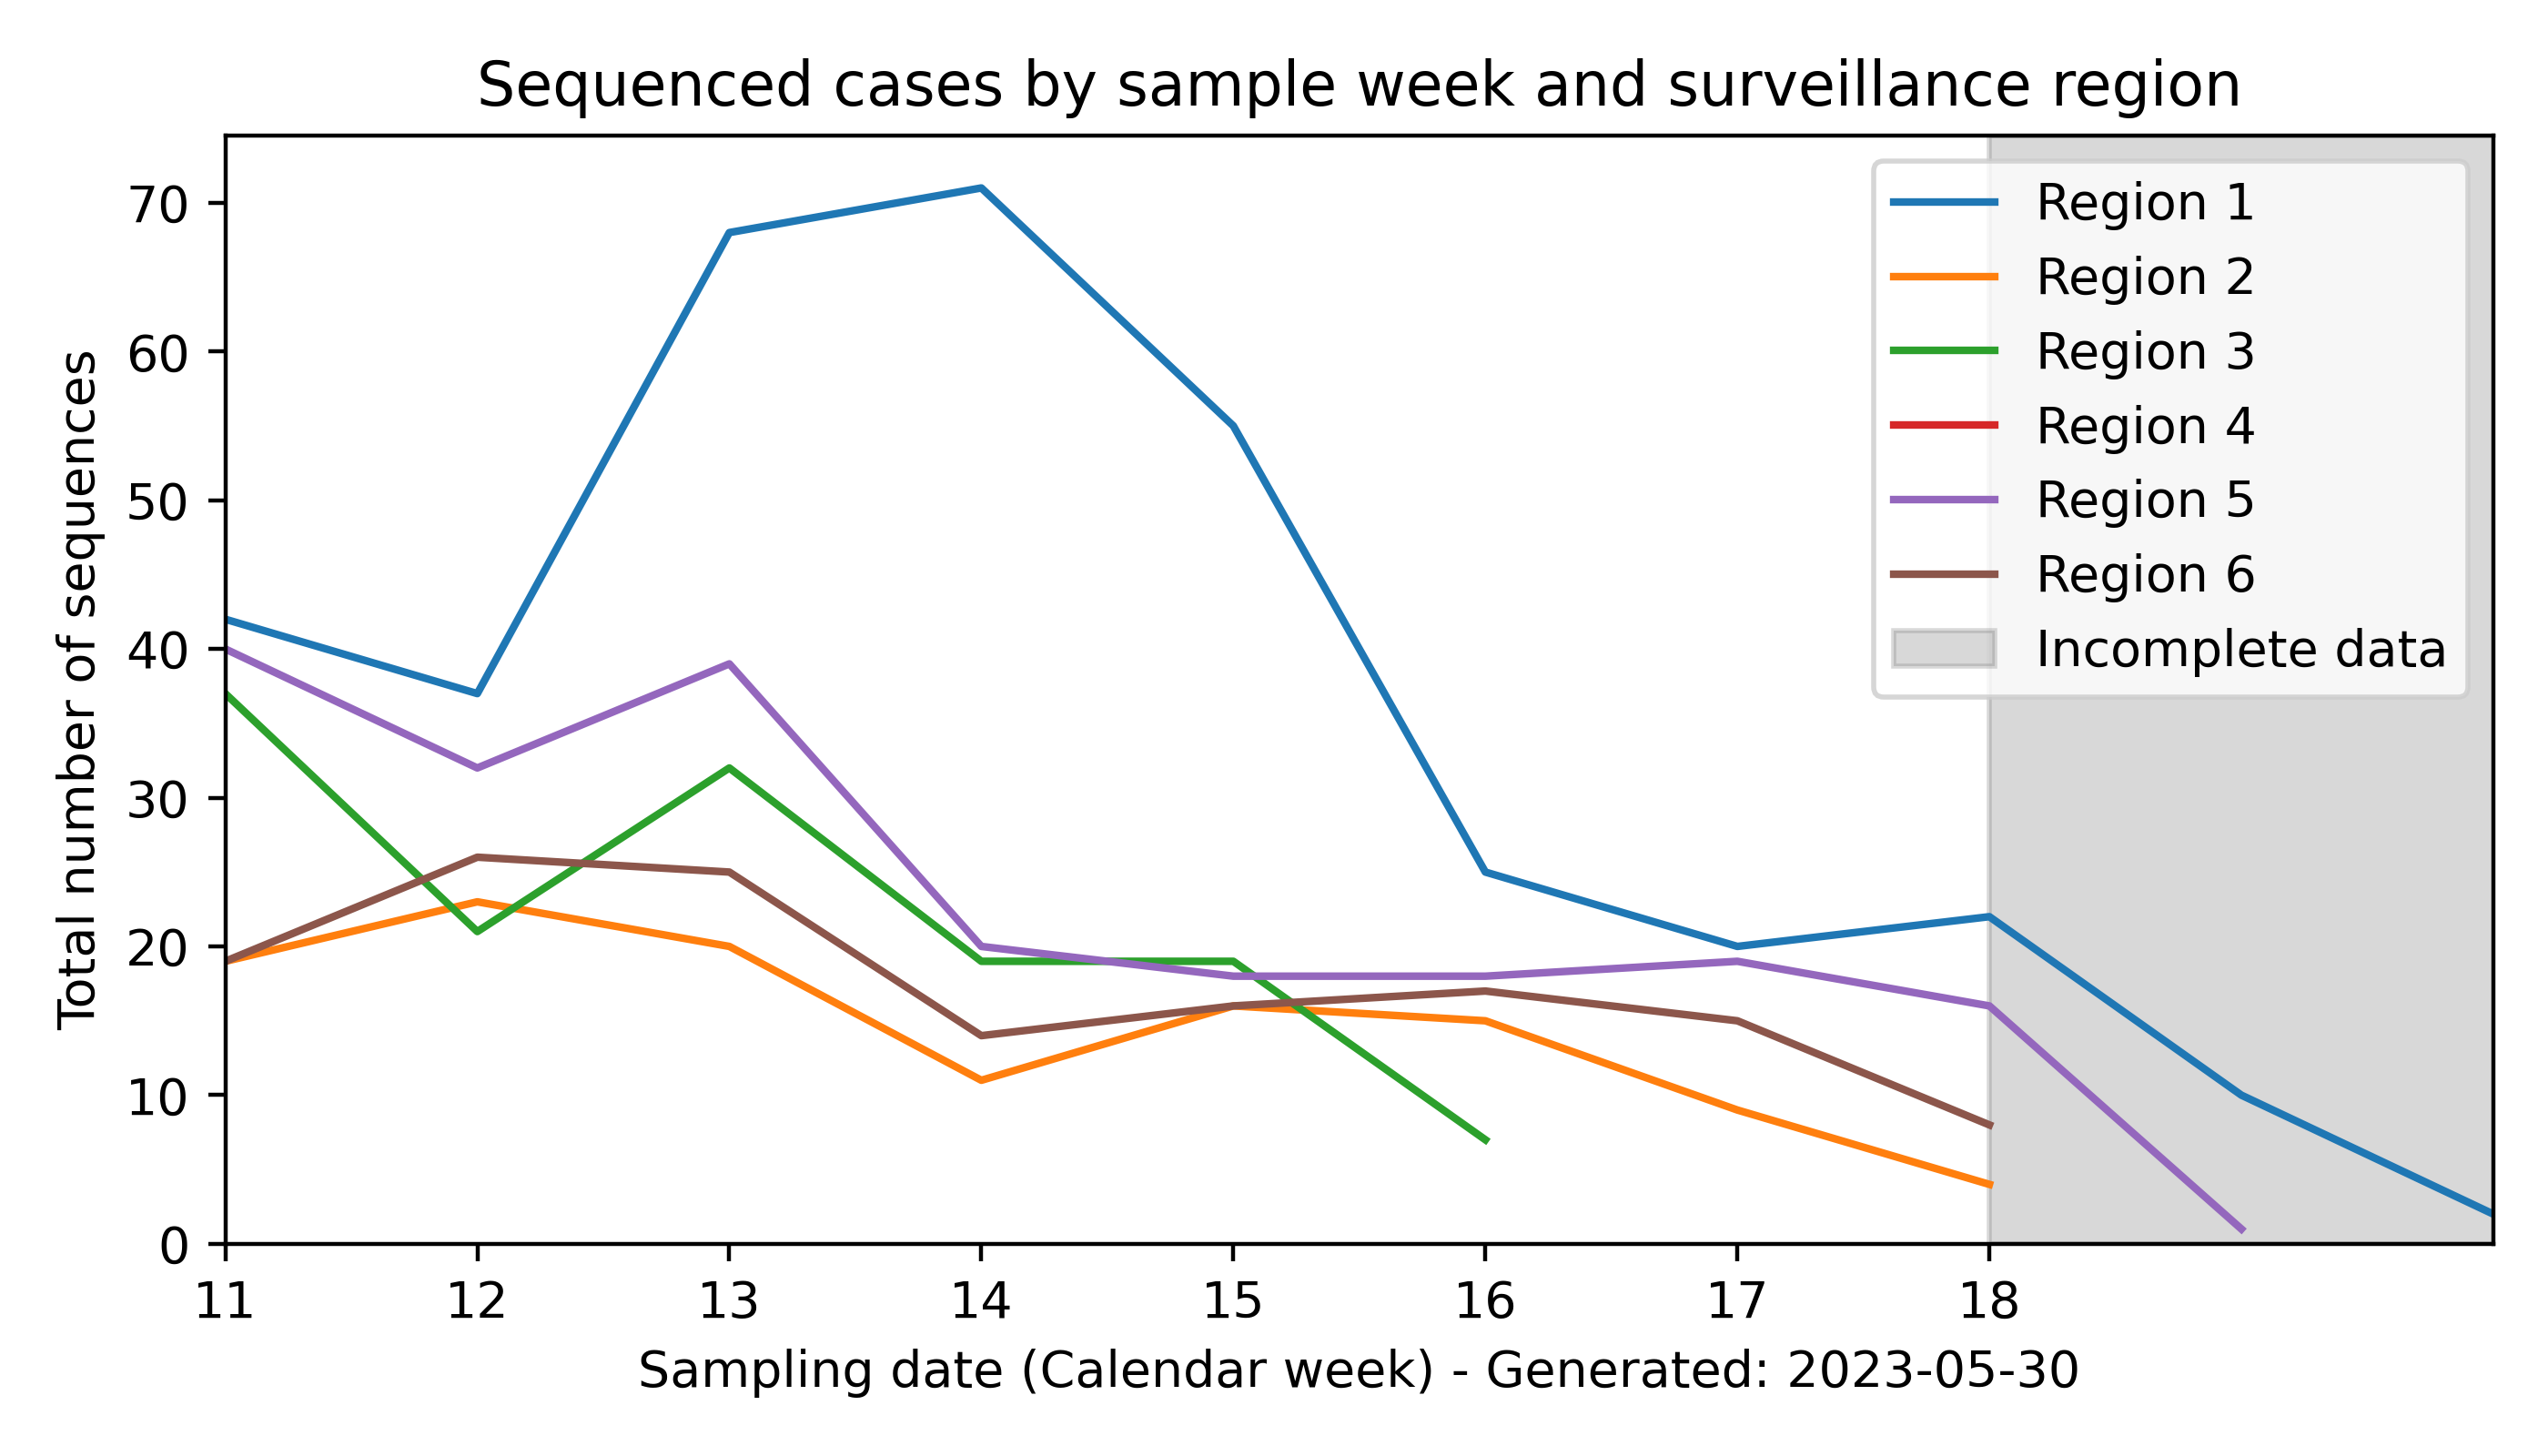 Sequenced cases by sample week and surveillance region
Total number of sequences
70
60
50
40
30
20
10
0
Region 1
Region 2
Region 3
Region 4
Region 5
Region 6
Incomplete data
11 12 13 14 15 16 17 18
Sampling date (Calendar week) - Generated: 2023-05-30